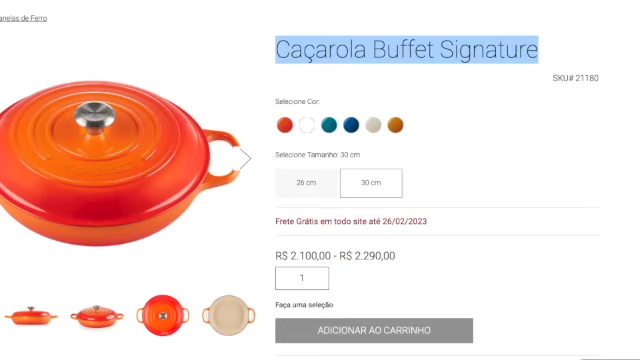 anelas de Ferro
Caçarola Buffet Signature
SKU# 21180
Selecione Cor:
Selecione Tamanho: 30 cm
26 cm
30 cm
Frete Grátis em todo site até 26/02/2023
R$ 2.100,00 - R$ 2.290,00
1
Faça uma seleção
ADICIONAR AO CARRINHO